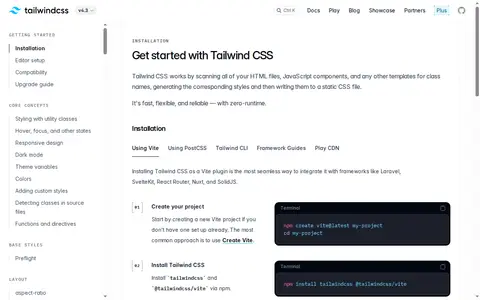 tailwindcss
v4.3
Ctrl K
Docs
Play
Blog
Showcase
Partners
Plus
GETTING STARTED
Installation
Editor setup
Compatibility
Upgrade guide
CORE CONCEPTS
Styling with utility classes
Hover, focus, and other states
Responsive design
Dark mode
Theme variables
Colors
Adding custom styles
Detecting classes in source
files
Functions and directives
BASE STYLES
Preflight
LAYOUT
aspect-ratio
INSTALLATION
Get started with Tailwind CSS
Tailwind CSS works by scanning all of your HTML files, JavaScript components, and any other templates for class
names, generating the corresponding styles and then writing them to a static CSS file.
It's fast, flexible, and reliable — with zero-runtime.
Installation
Using Vite
Using PostCSS
Tailwind CLI
Framework Guides
Play CDN
Installing Tailwind CSS as a Vite plugin is the most seamless way to integrate it with frameworks like Laravel,
SvelteKit, React Router, Nuxt, and SolidJS.
01
Create your project
Start by creating a new Vite project if you
don't have one set up already. The most
common approach is to use Create Vite.
Terminal
npm create vite@latest my-project
cd my-project
02
Install Tailwind CSS
Install `tailwindcss` and
`@tailwindcss/vite` via npm.
Terminal
npm install tailwindcss @tailwindcss/vite